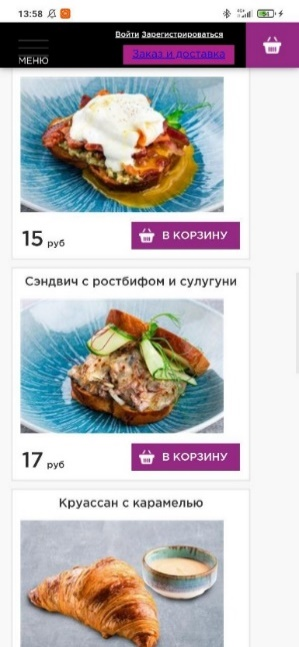 13:58
Войти Зарегистрироваться
Заказ и доставка
МЕНЮ
15 руб
В КОРЗИНУ
Сэндвич с ростбифом и сулугуни
17 руб
В КОРЗИНУ
Круассан с карамелью